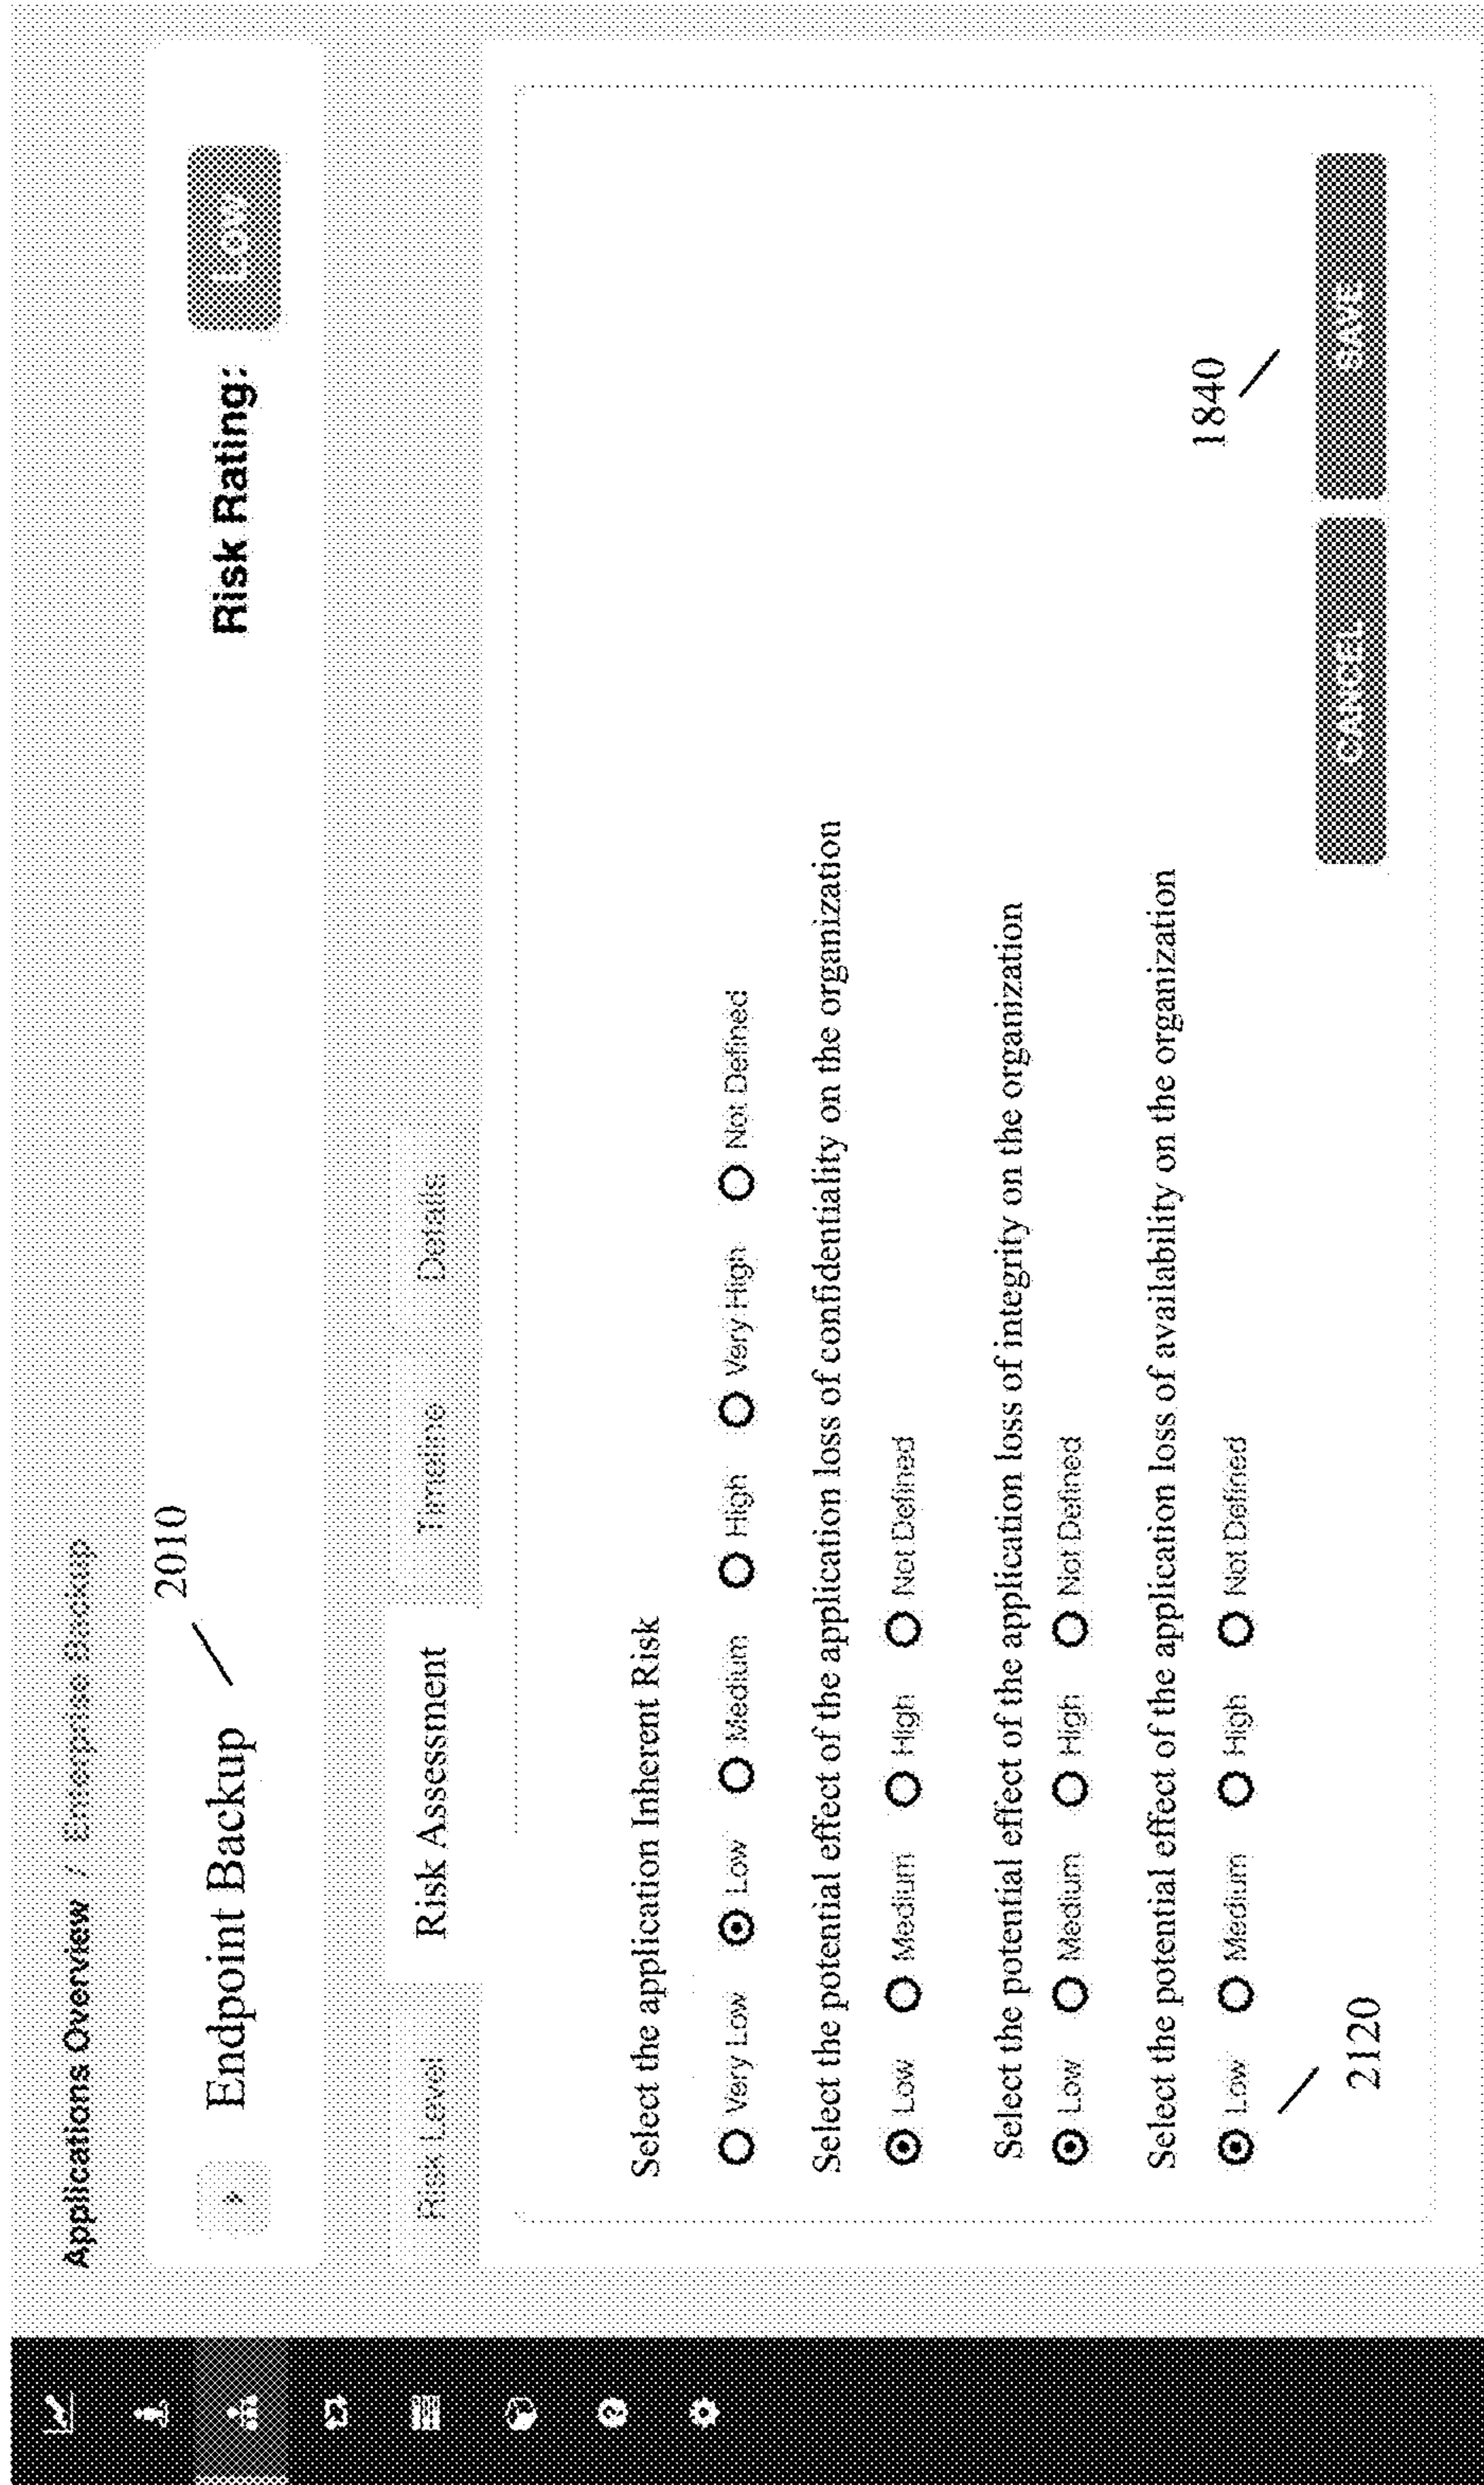 Applications Overview / Enterprise Backup
2010
Endpoint Backup
Risk Rating:
Low
Risk Level
Risk Assessment
Timeline
Details
Select the application Inherent Risk
Very Low
Low
Medium
High
Very High
Not Defined
Select the potential effect of the application loss of confidentiality on the organization
Low
Medium
High
Not Defined
Select the potential effect of the application loss of integrity on the organization
Low
Medium
High
Not Defined
Select the potential effect of the application loss of availability on the organization
Low
Medium
High
Not Defined
2120
1840
CANCEL
SAVE